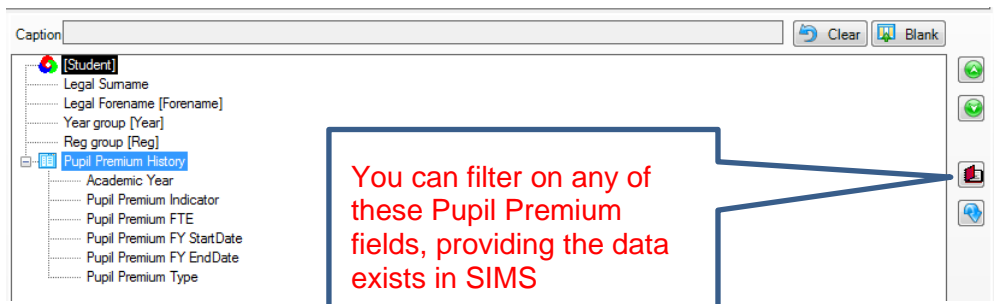 Caption
Clear
Blank
[Student]
Legal Surname
Legal Forename [Forename]
Year group [Year]
Reg group [Reg]
Pupil Premium History
Academic Year
Pupil Premium Indicator
Pupil Premium FTE
Pupil Premium FY StartDate
Pupil Premium FY EndDate
Pupil Premium Type
You can filter on any of
these Pupil Premium
fields, providing the data
exists in SIMS